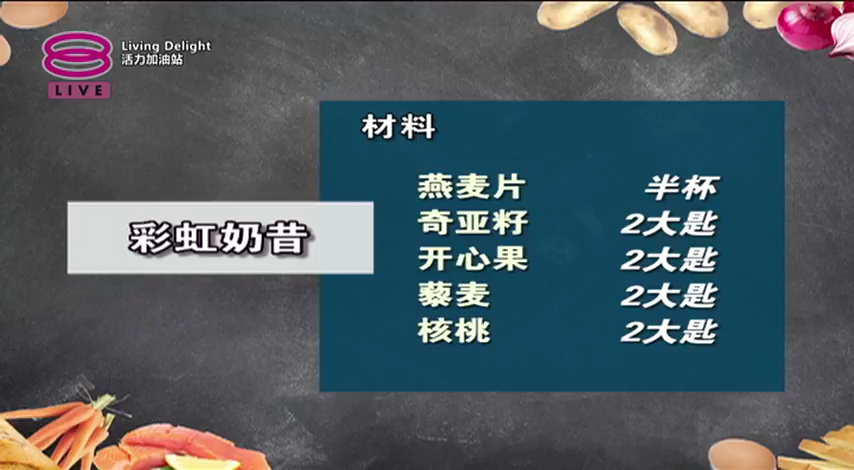 Living Delight
活力加油站
LIVE
材料
彩虹奶昔
燕麦片 半杯
奇亚籽 2大匙
开心果 2大匙
藜麦 2大匙
核桃 2大匙